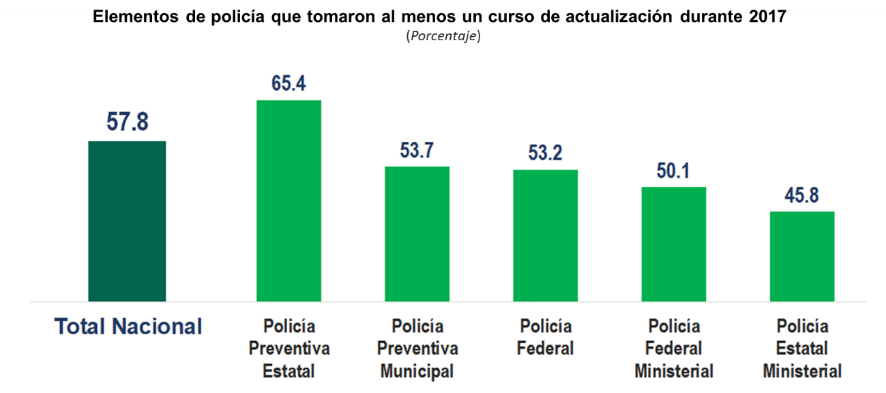 Elementos de policía que tomaron al menos un curso de actualización durante 2017
(Porcentaje)
57.8
65.4
53.7
53.2
50.1
45.8
Total Nacional
Policía
Preventiva
Estatal
Policía
Preventiva
Municipal
Policía
Federal
Policía
Federal
Ministerial
Policía
Estatal
Ministerial